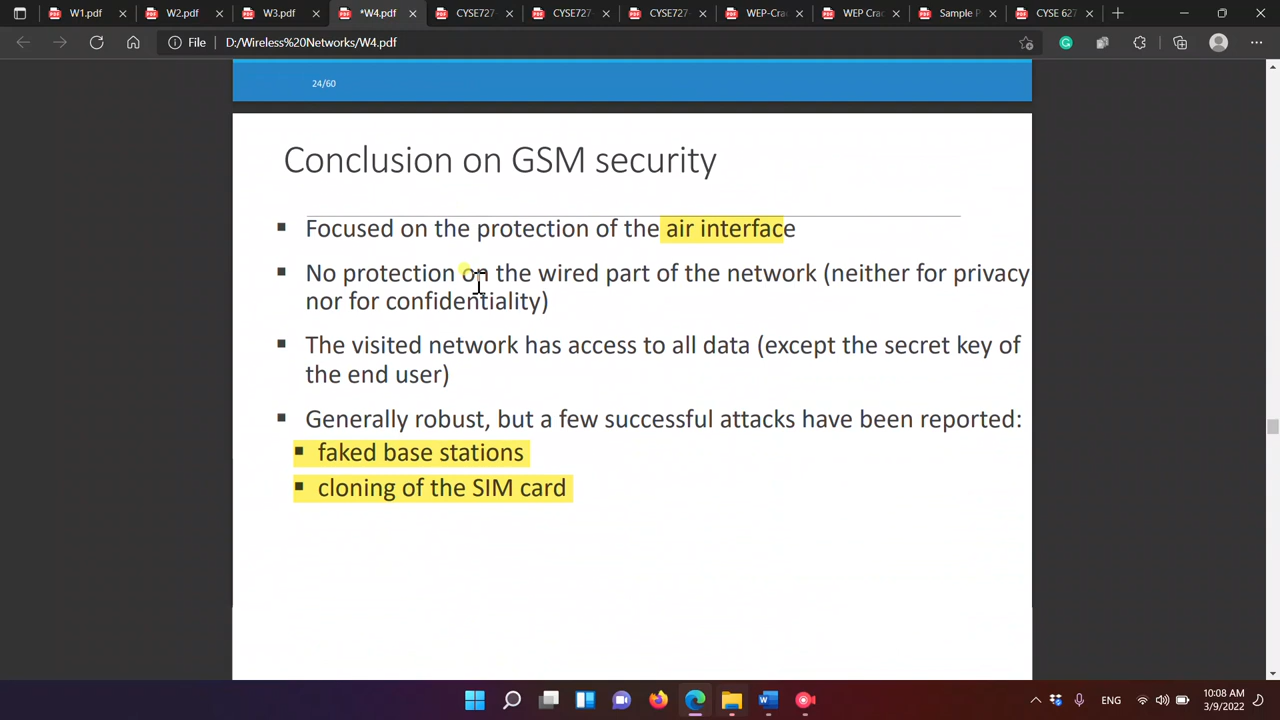 W1.pdf
W2.pdf
W3.pdf
*W4.pdf
CYSE727
CYSE727
CYSE727
WEP-Cra
WEP Crac
Sample P
CYSE 627
File
D:/Wireless%20Networks/W4.pdf
24/60
Conclusion on GSM security
▪ Focused on the protection of the air interface
▪ No protection on the wired part of the network (neither for privacy
nor for confidentiality)
▪ The visited network has access to all data (except the secret key of
the end user)
▪ Generally robust, but a few successful attacks have been reported:
▪ faked base stations
▪ cloning of the SIM card
ENG
10:08 AM
3/9/2022